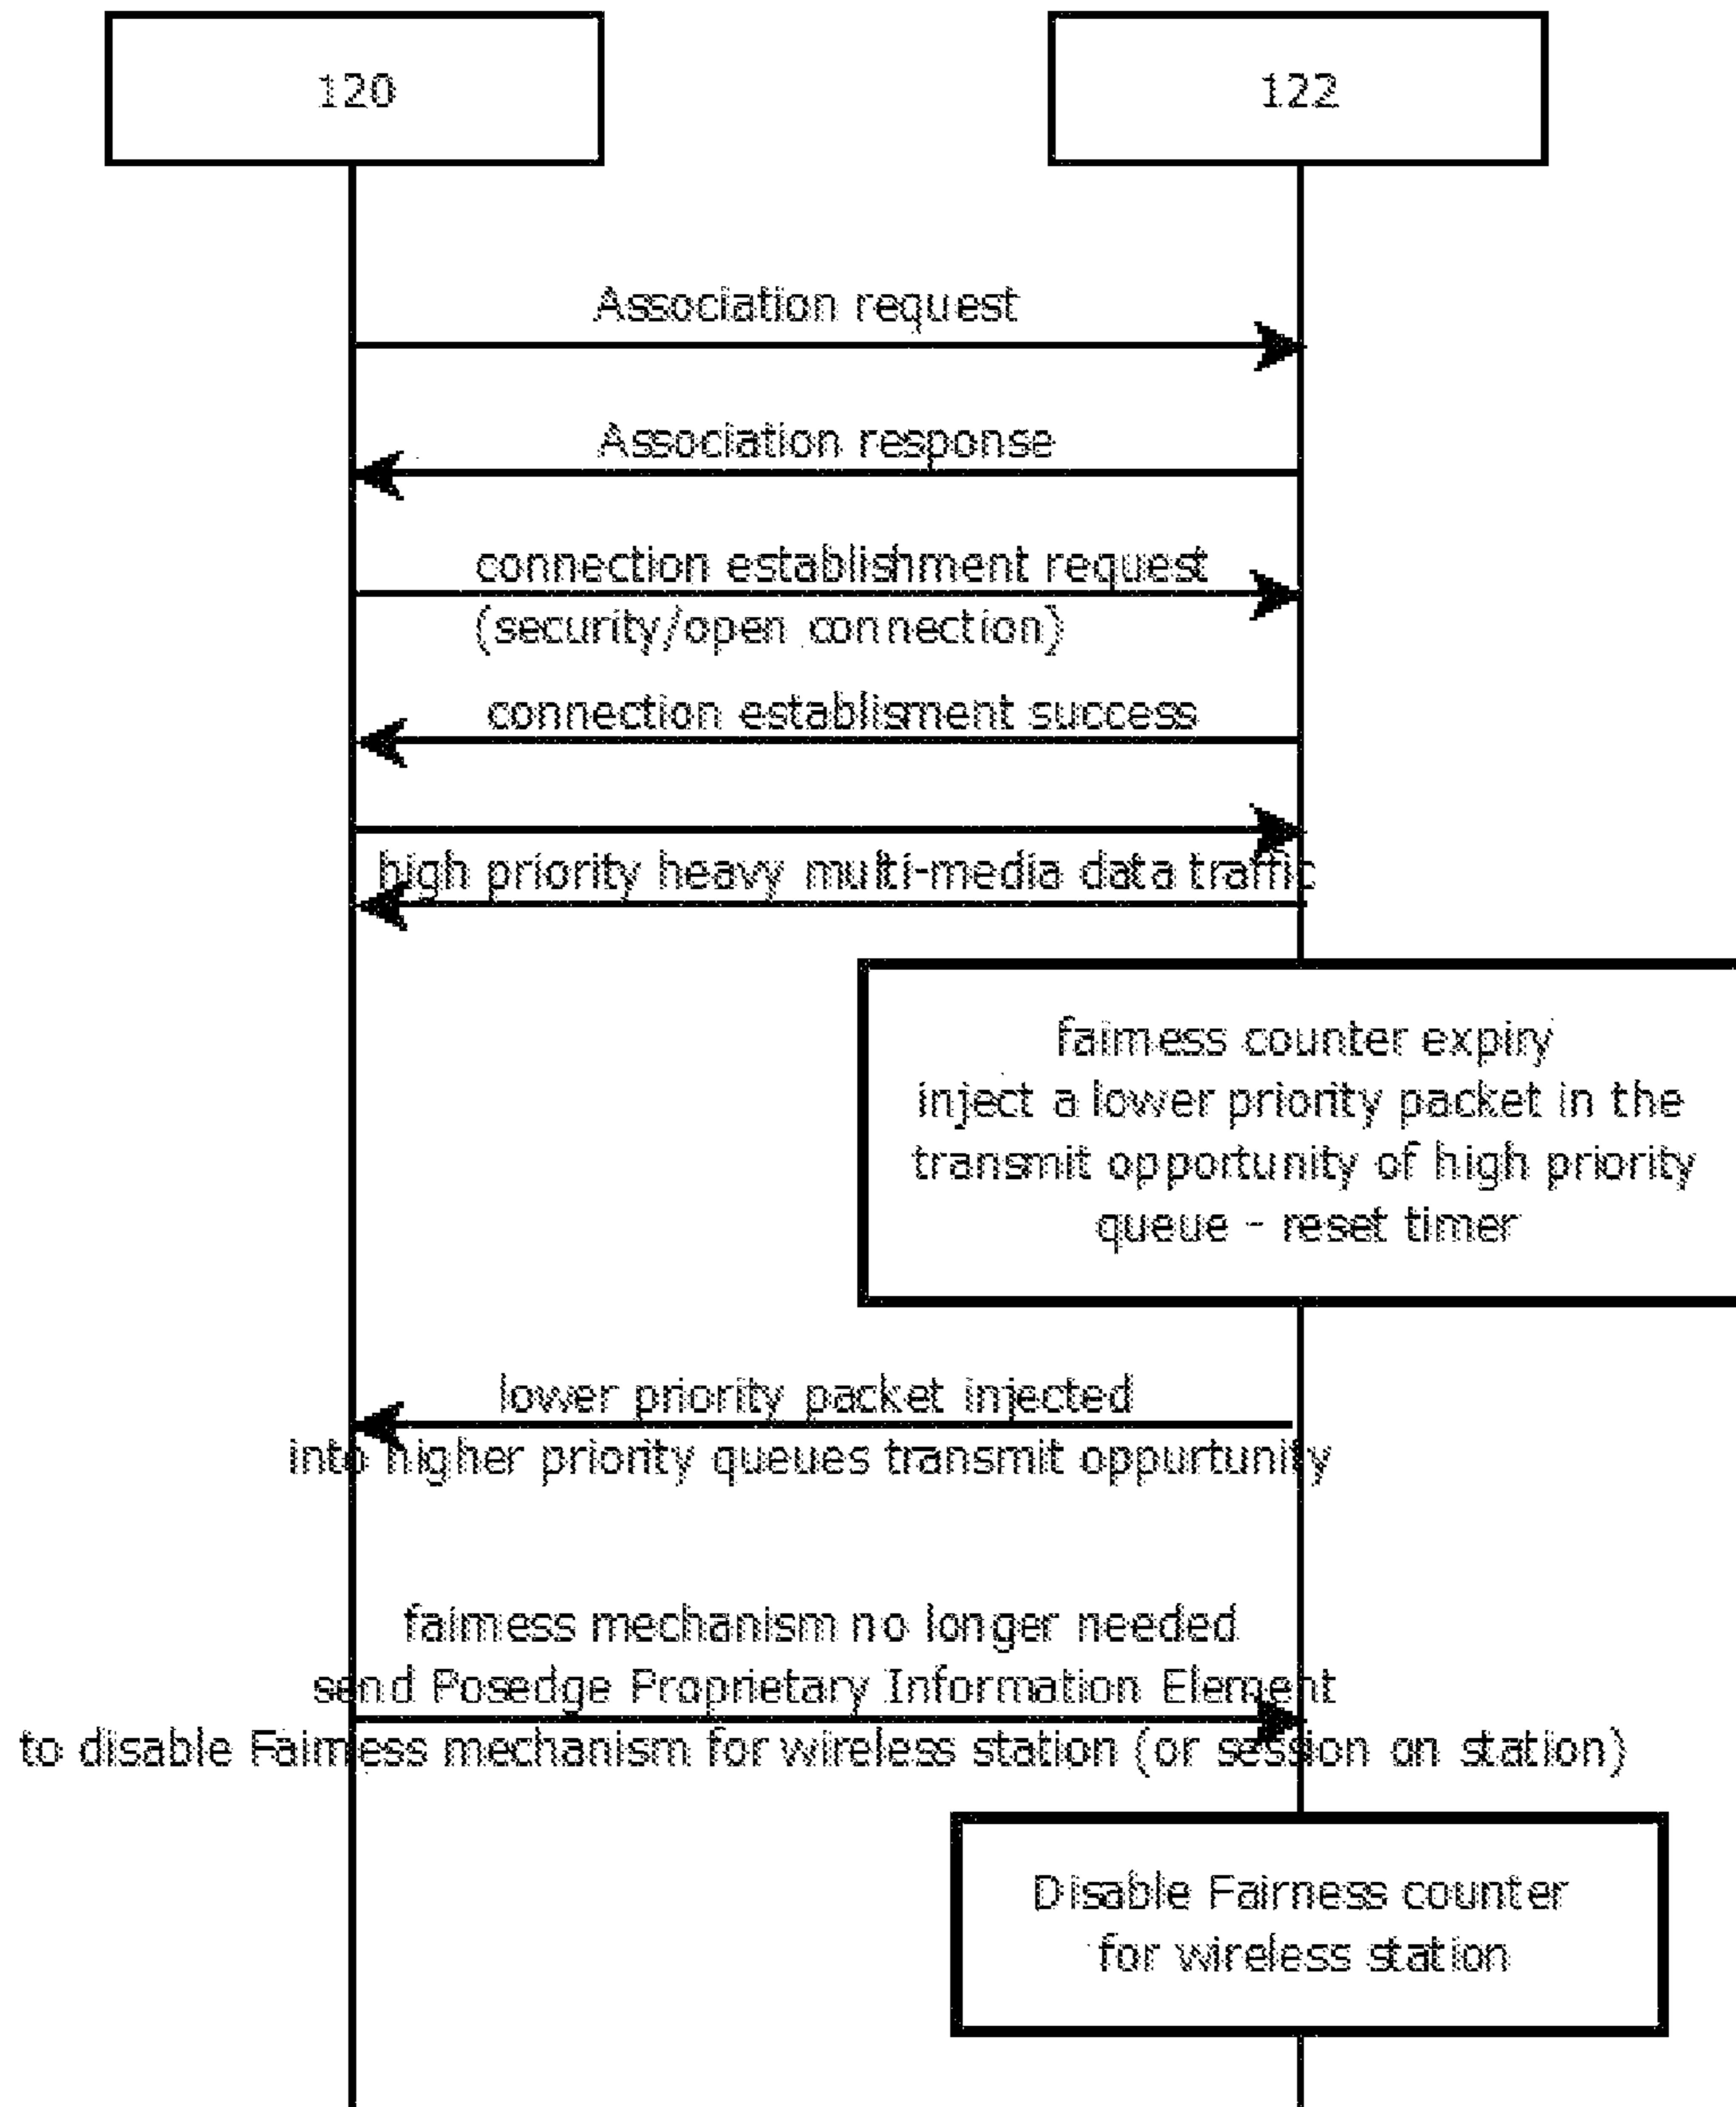 120
122
Association request
Association response
connection establishment request
(security/open connection)
connection establisment success
high priority heavy multi-media data traffic
fairness counter expiry
inject a lower priority packet in the
transmit opportunity of high priority
queue - reset timer
lower priority packet injected
into higher priority queues transmit oppurtunity
fairness mechanism no longer needed
send Posedge Proprietary Information Element
to disable Fairness mechanism for wireless station (or session on station)
Disable Fairness counter
for wireless station